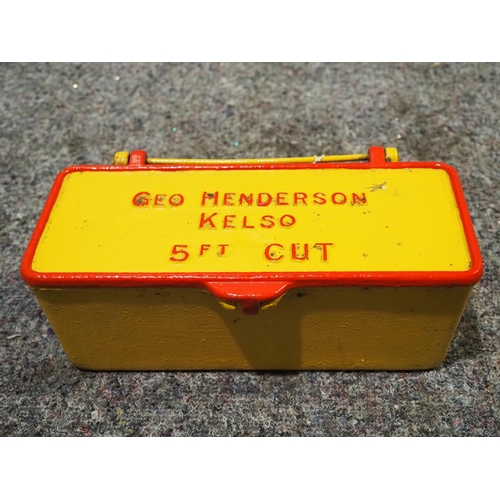 GEO HENDERSON
KELSO
5FT CUT